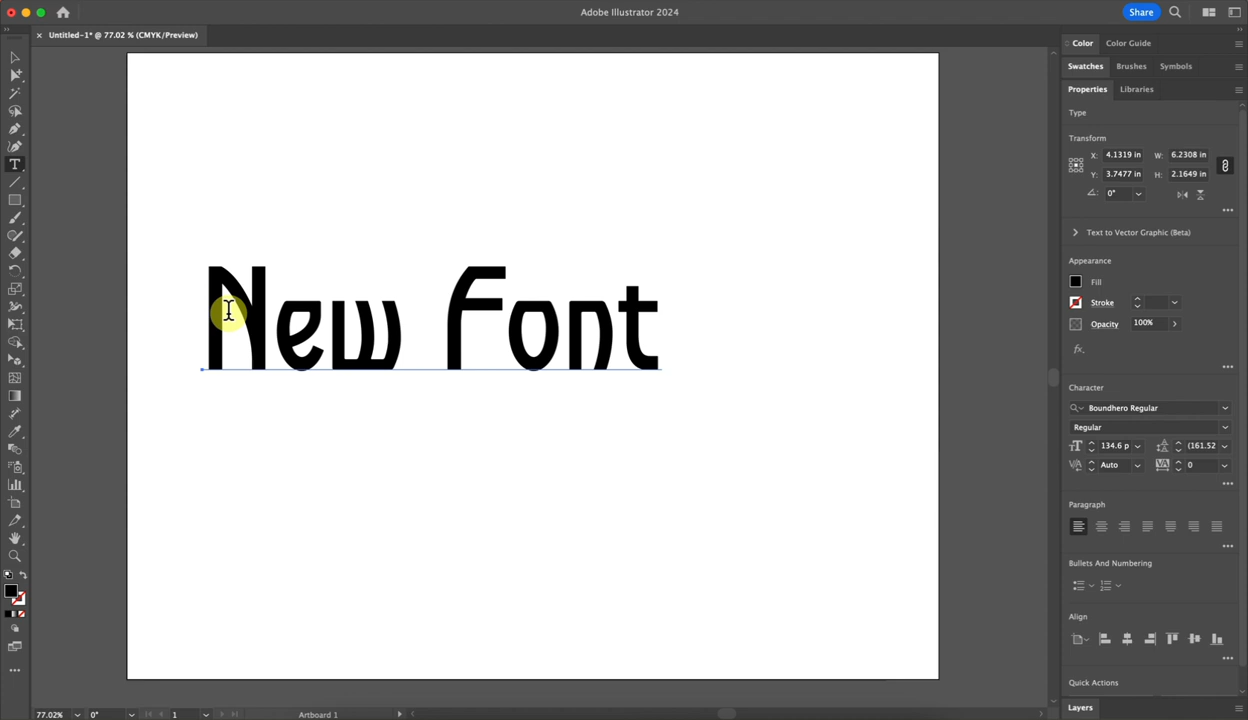 Adobe Illustrator 2024
Share
Untitled-1* @ 77.02 % (CMYK/Preview)
Color
Color Guide
Swatches
Brushes
Symbols
Properties
Libraries
Type
Transform
X: 4.1319 in
W: 6.2308 in
Y: 3.7477 in
H: 2.1649 in
0°
Text to Vector Graphic (Beta)
Appearance
Fill
Stroke
Opacity
100%
fx.
New Font
Character
Boundhero Regular
Regular
134.6 p
(161.52
Auto
0
Paragraph
Bullets And Numbering
Align
Quick Actions
Layers
77.02%
0°
1
Artboard 1